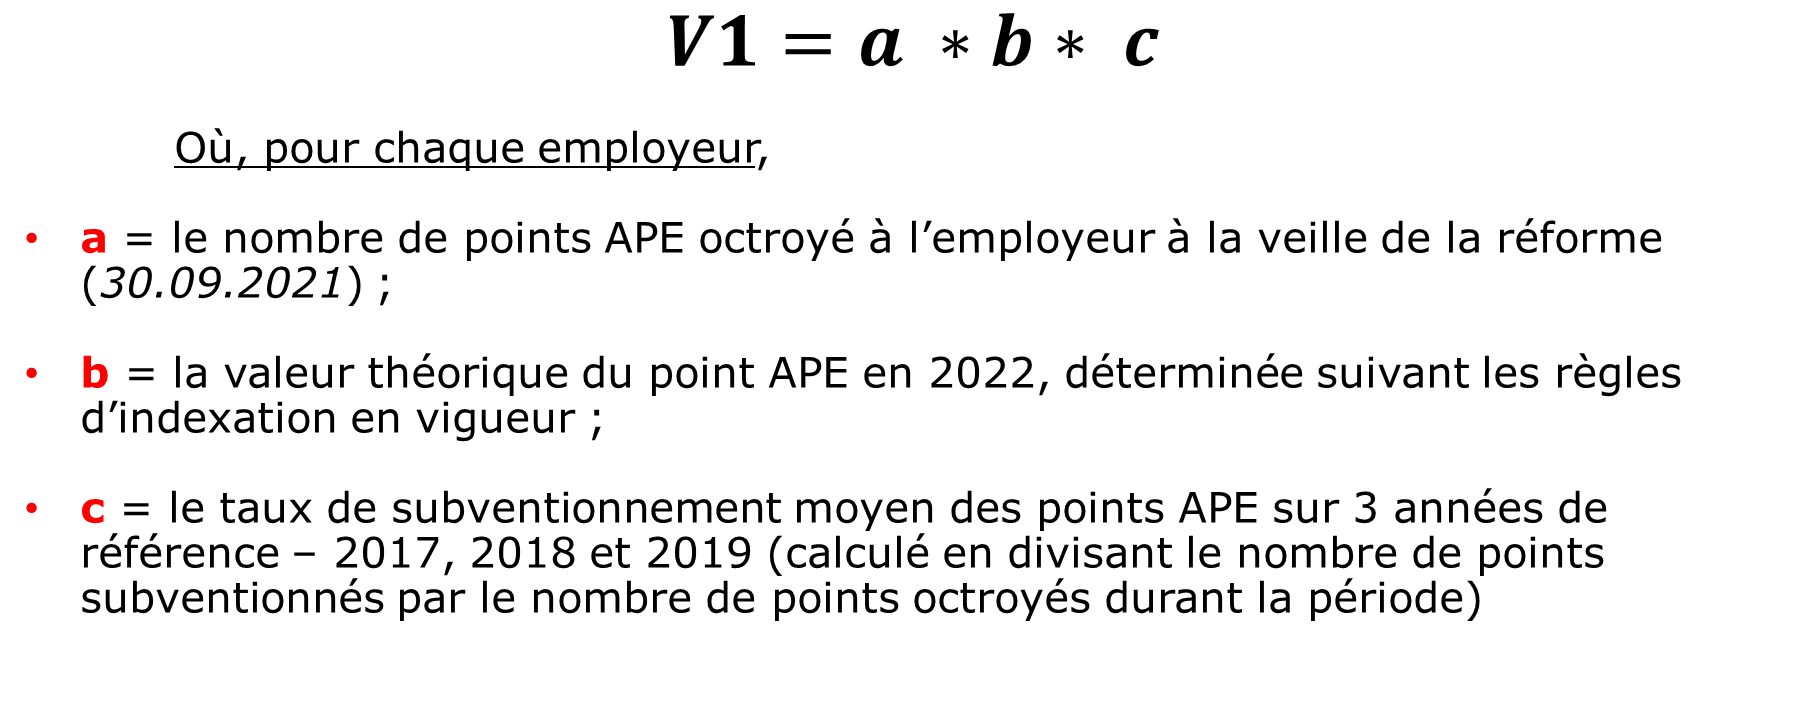 V1 = a * b * c
Où, pour chaque employeur,
• a = le nombre de points APE octroyé à l’employeur à la veille de la réforme
(30.09.2021) ;
• b = la valeur théorique du point APE en 2022, déterminée suivant les règles
d’indexation en vigueur ;
• c = le taux de subventionnement moyen des points APE sur 3 années de
référence – 2017, 2018 et 2019 (calculé en divisant le nombre de points
subventionnés par le nombre de points octroyés durant la période)